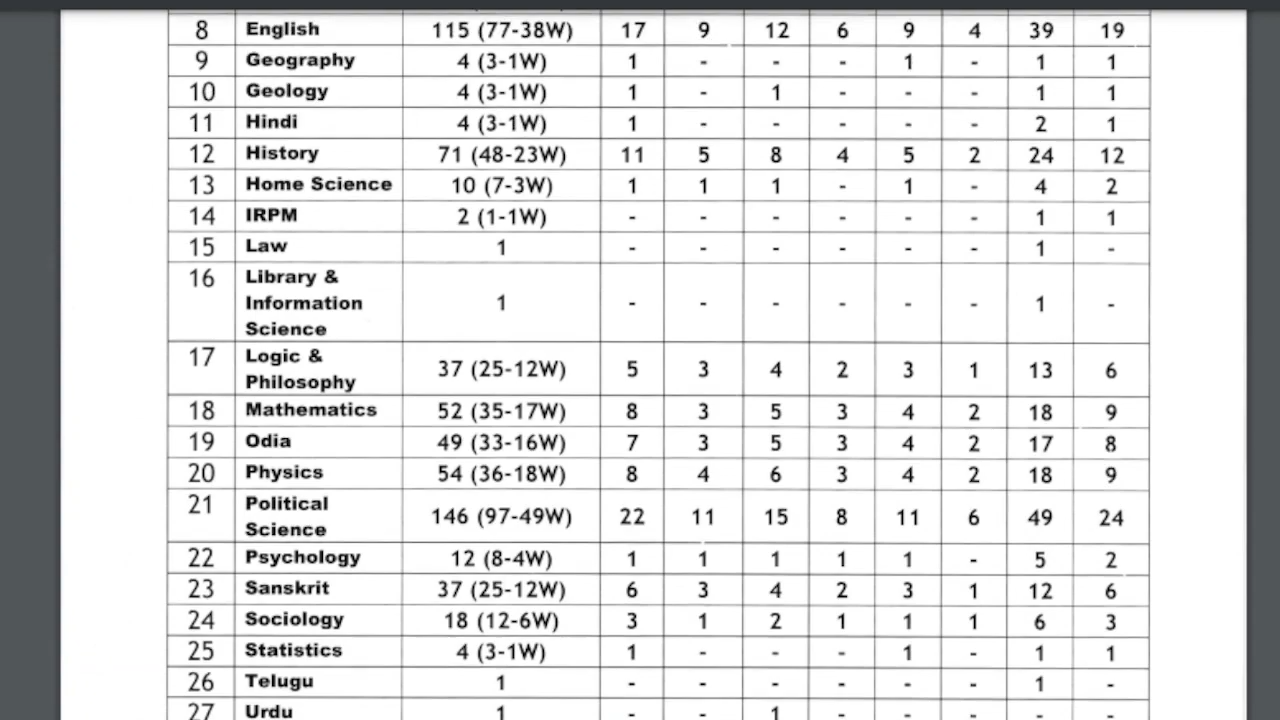 8 English 115 (77-38W) 17 9 12 6 9 4 39 19
9 Geography 4 (3-1W) 1 - - - 1 - 1 1
10 Geology 4 (3-1W) 1 - 1 - - - 1 1
11 Hindi 4 (3-1W) 1 - - - - - 2 1
12 History 71 (48-23W) 11 5 8 4 5 2 24 12
13 Home Science 10 (7-3W) 1 1 1 - 1 - 4 2
14 IRPM 2 (1-1W) - - - - - - 1 1
15 Law 1 - - - - - - 1 -
16 Library &
Information 1 - - - - - - 1 -
Science
17 Logic &
Philosophy 37 (25-12W) 5 3 4 2 3 1 13 6
18 Mathematics 52 (35-17W) 8 3 5 3 4 2 18 9
19 Odia 49 (33-16W) 7 3 5 3 4 2 17 8
20 Physics 54 (36-18W) 8 4 6 3 4 2 18 9
21 Political
Science 146 (97-49W) 22 11 15 8 11 6 49 24
22 Psychology 12 (8-4W) 1 1 1 1 1 - 5 2
23 Sanskrit 37 (25-12W) 6 3 4 2 3 1 12 6
24 Sociology 18 (12-6W) 3 1 2 1 1 1 6 3
25 Statistics 4 (3-1W) 1 - - - 1 - 1 1
26 Telugu 1 - - - - - - 1 -
27 Urdu 1 - - 1 - - - - -